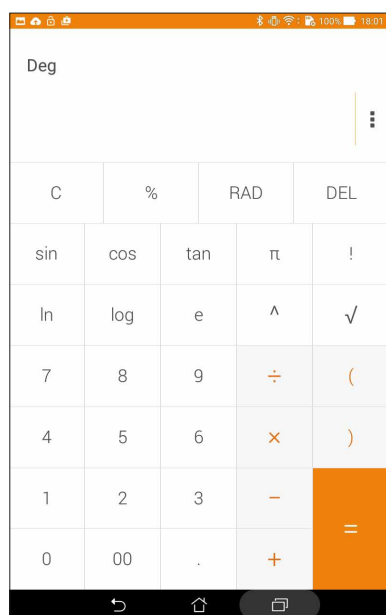 100% 18:01
Deg
C % RAD DEL
sin cos tan π !
ln log e ^ √
7 8 9 ÷ (
4 5 6 × )
1 2 3 −
=
0 00 . +